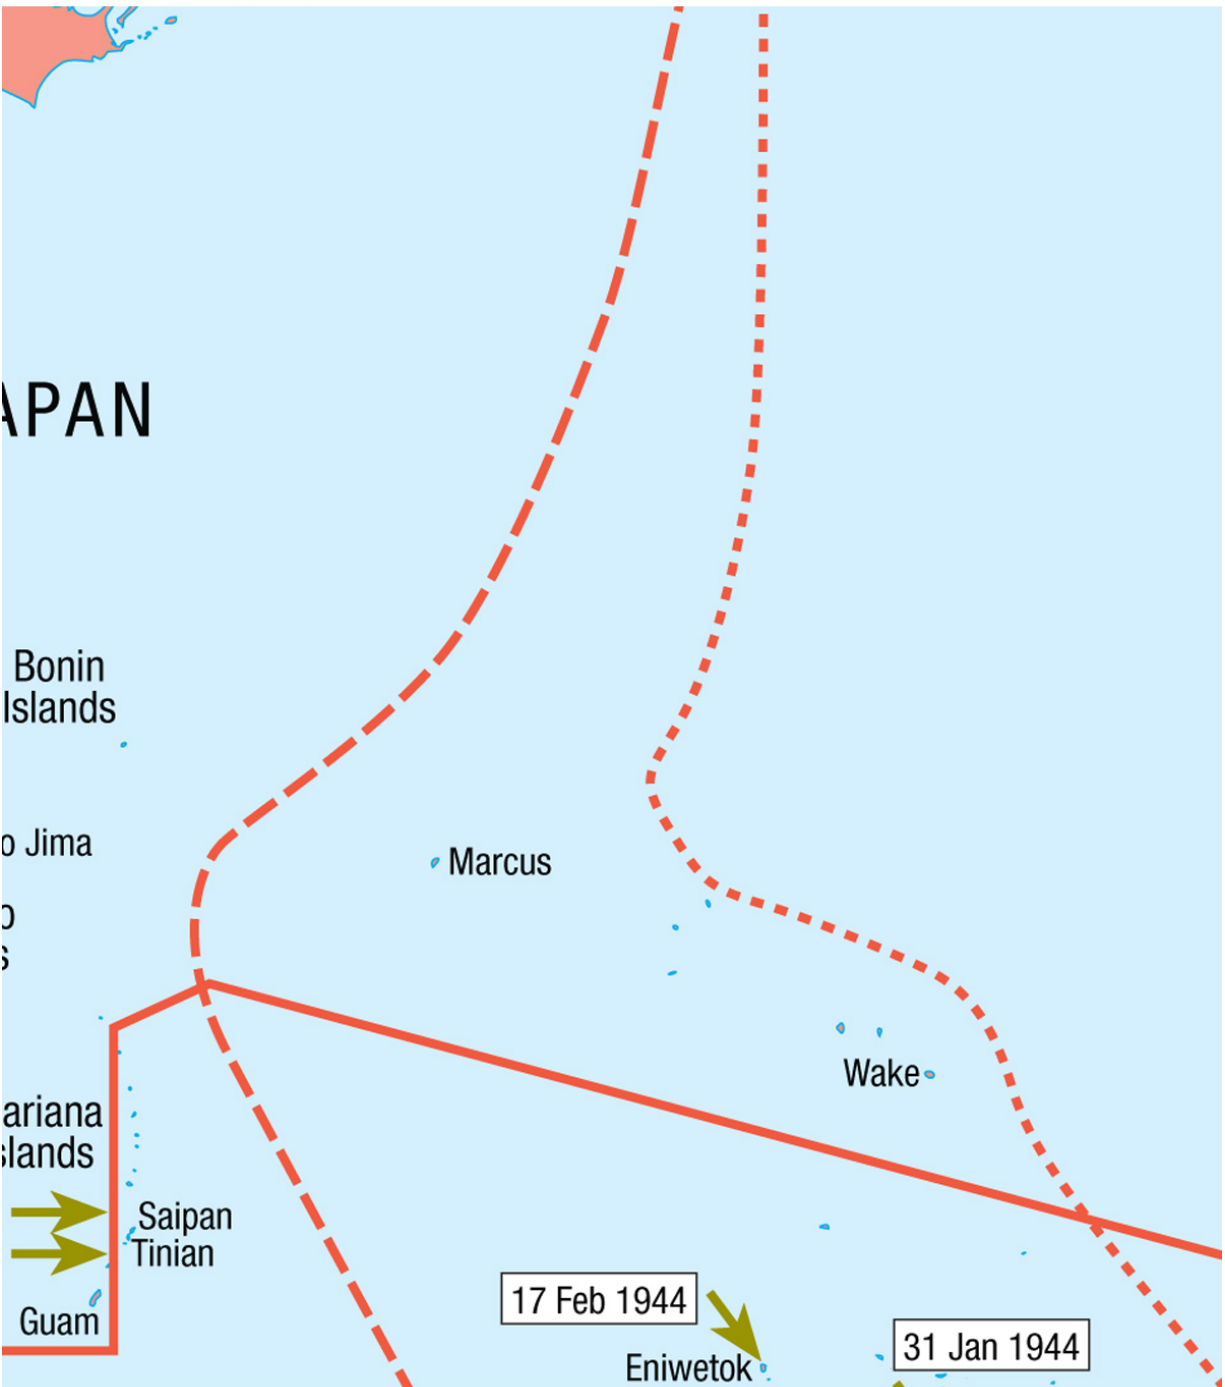 APAN
Bonin
Islands
o Jima
Marcus
Wake
ariana
slands
Saipan
Tinian
Guam
17 Feb 1944
Eniwetok
31 Jan 1944